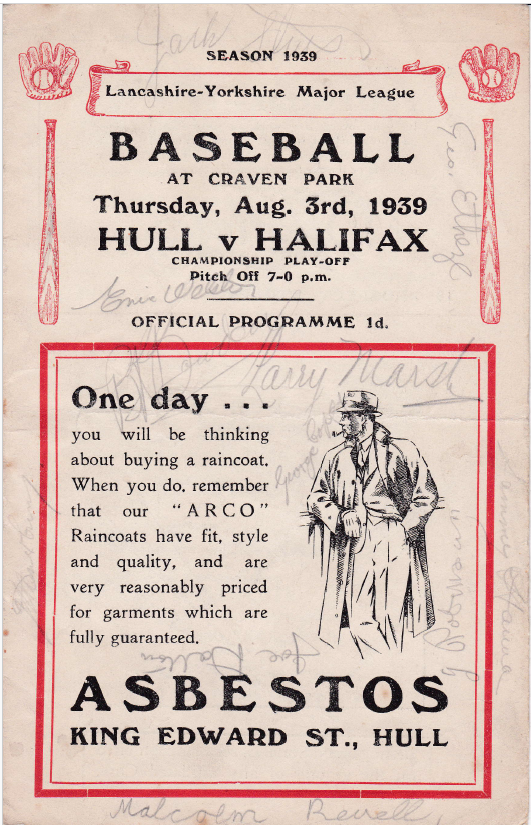 SEASON 1939
Lancashire-Yorkshire Major League
BASEBALL
AT CRAVEN PARK
Thursday, Aug. 3rd, 1939
HULL v HALIFAX
CHAMPIONSHIP PLAY-OFF
Pitch Off 7-0 p.m.
OFFICIAL PROGRAMME 1d.
Larry Marsh
One day . . .
you will be thinking
about buying a raincoat.
When you do, remember
that our "ARCO"
Raincoats have fit, style
and quality, and are
very reasonably priced
for garments which are
fully guaranteed.
George
ASBESTOS
KING EDWARD ST., HULL
Malcolm Revell